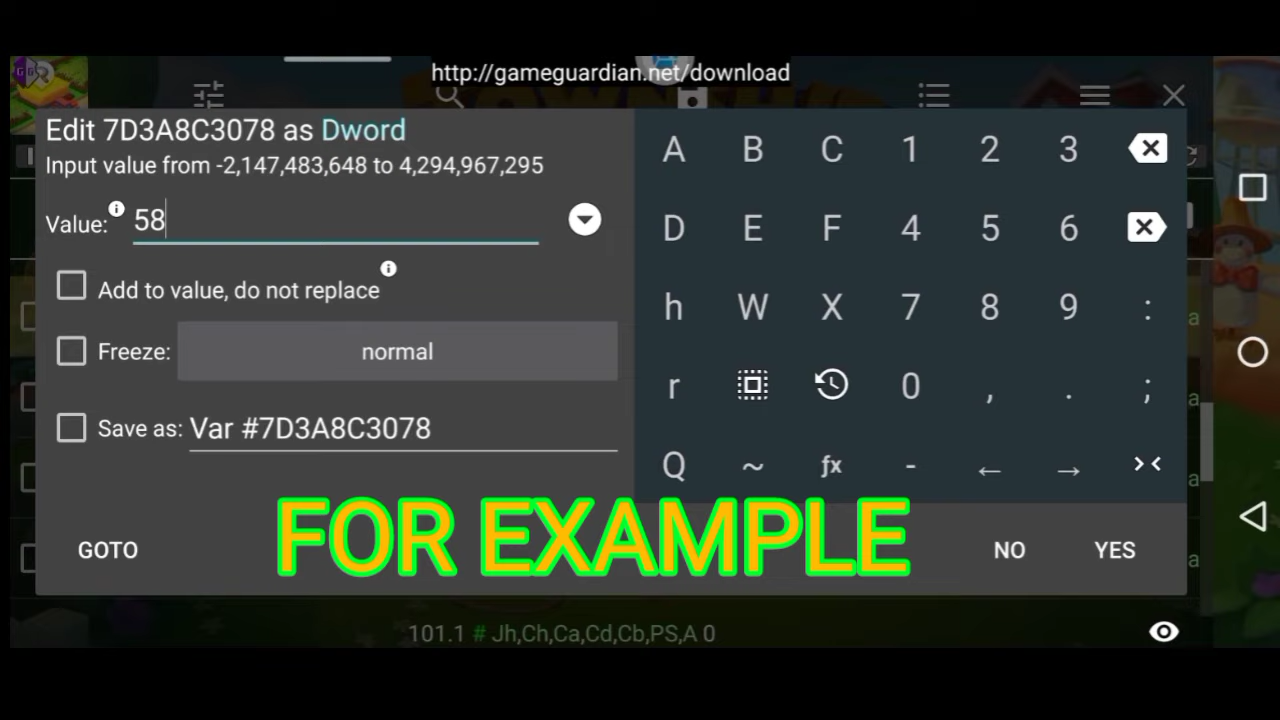 http://gameguardian.net/download
Edit 7D3A8C3078 as Dword
Input value from -2,147,483,648 to 4,294,967,295
Value: 58
Add to value, do not replace
Freeze: normal
Save as: Var #7D3A8C3078
GOTO
NO
YES
A B C 1 2 3
D E F 4 5 6
h W X 7 8 9 :
r 0 , . ;
Q ~ ƒx - ← → ><
FOR EXAMPLE
101.1 # Jh,Ch,Ca,Cd,Cb,PS,A 0